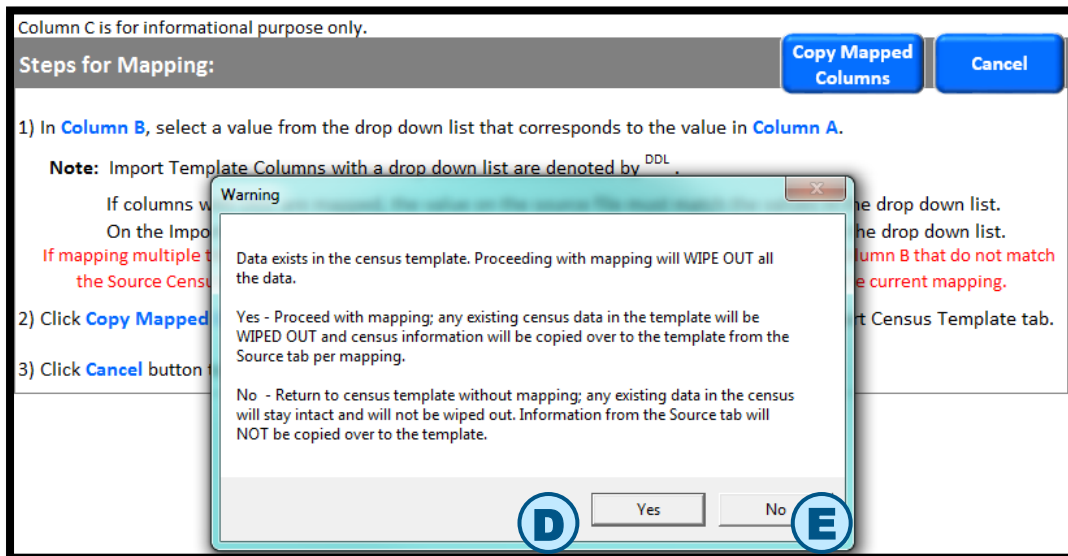 Column C is for informational purpose only.
Steps for Mapping:
Copy Mapped
Columns
Cancel
1) In Column B, select a value from the drop down list that corresponds to the value in Column A.
Note: Import Template Columns with a drop down list are denoted by DDL.
If columns w
he drop down list.
On the Impo
he drop down list.
If mapping multiple t
lumn B that do not match
the Source Censu
e current mapping.
2) Click Copy Mapped
rt Census Template tab.
3) Click Cancel button
Warning
Data exists in the census template. Proceeding with mapping will WIPE OUT all
the data.
Yes - Proceed with mapping; any existing census data in the template will be
WIPED OUT and census information will be copied over to the template from the
Source tab per mapping.
No - Return to census template without mapping; any existing data in the census
will stay intact and will not be wiped out. Information from the Source tab will
NOT be copied over to the template.
D
Yes
No
E